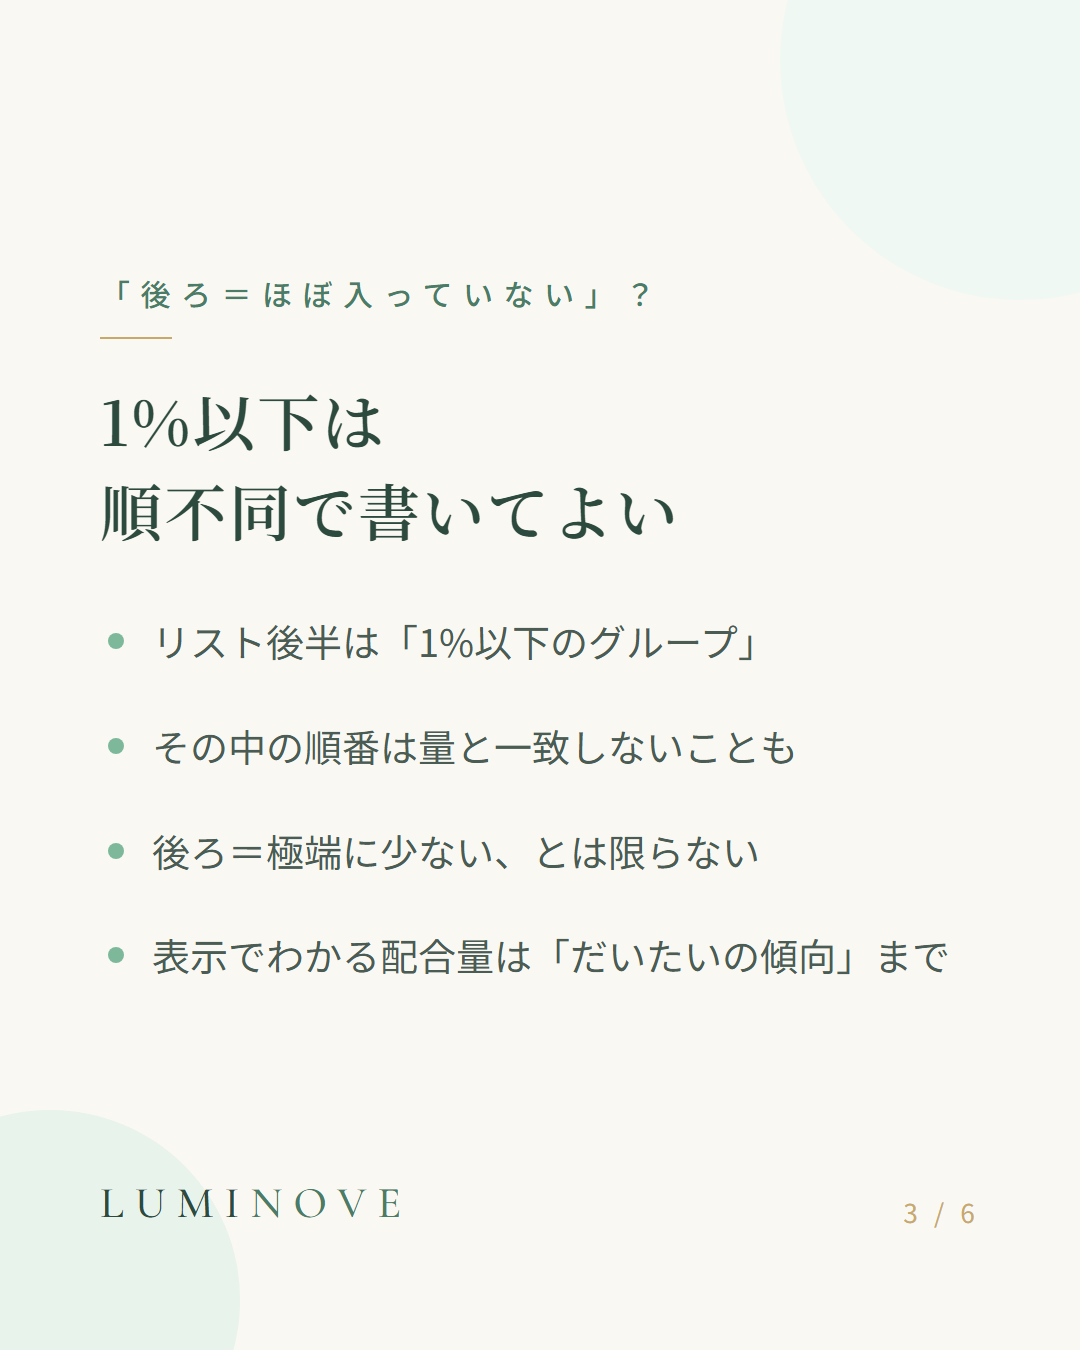 「後ろ＝ほぼ入っていない」？
1%以下は
順不同で書いてよい
リスト後半は「1%以下のグループ」
その中の順番は量と一致しないことも
後ろ＝極端に少ない、とは限らない
表示でわかる配合量は「だいたいの傾向」まで
LUMINOVE
3 / 6